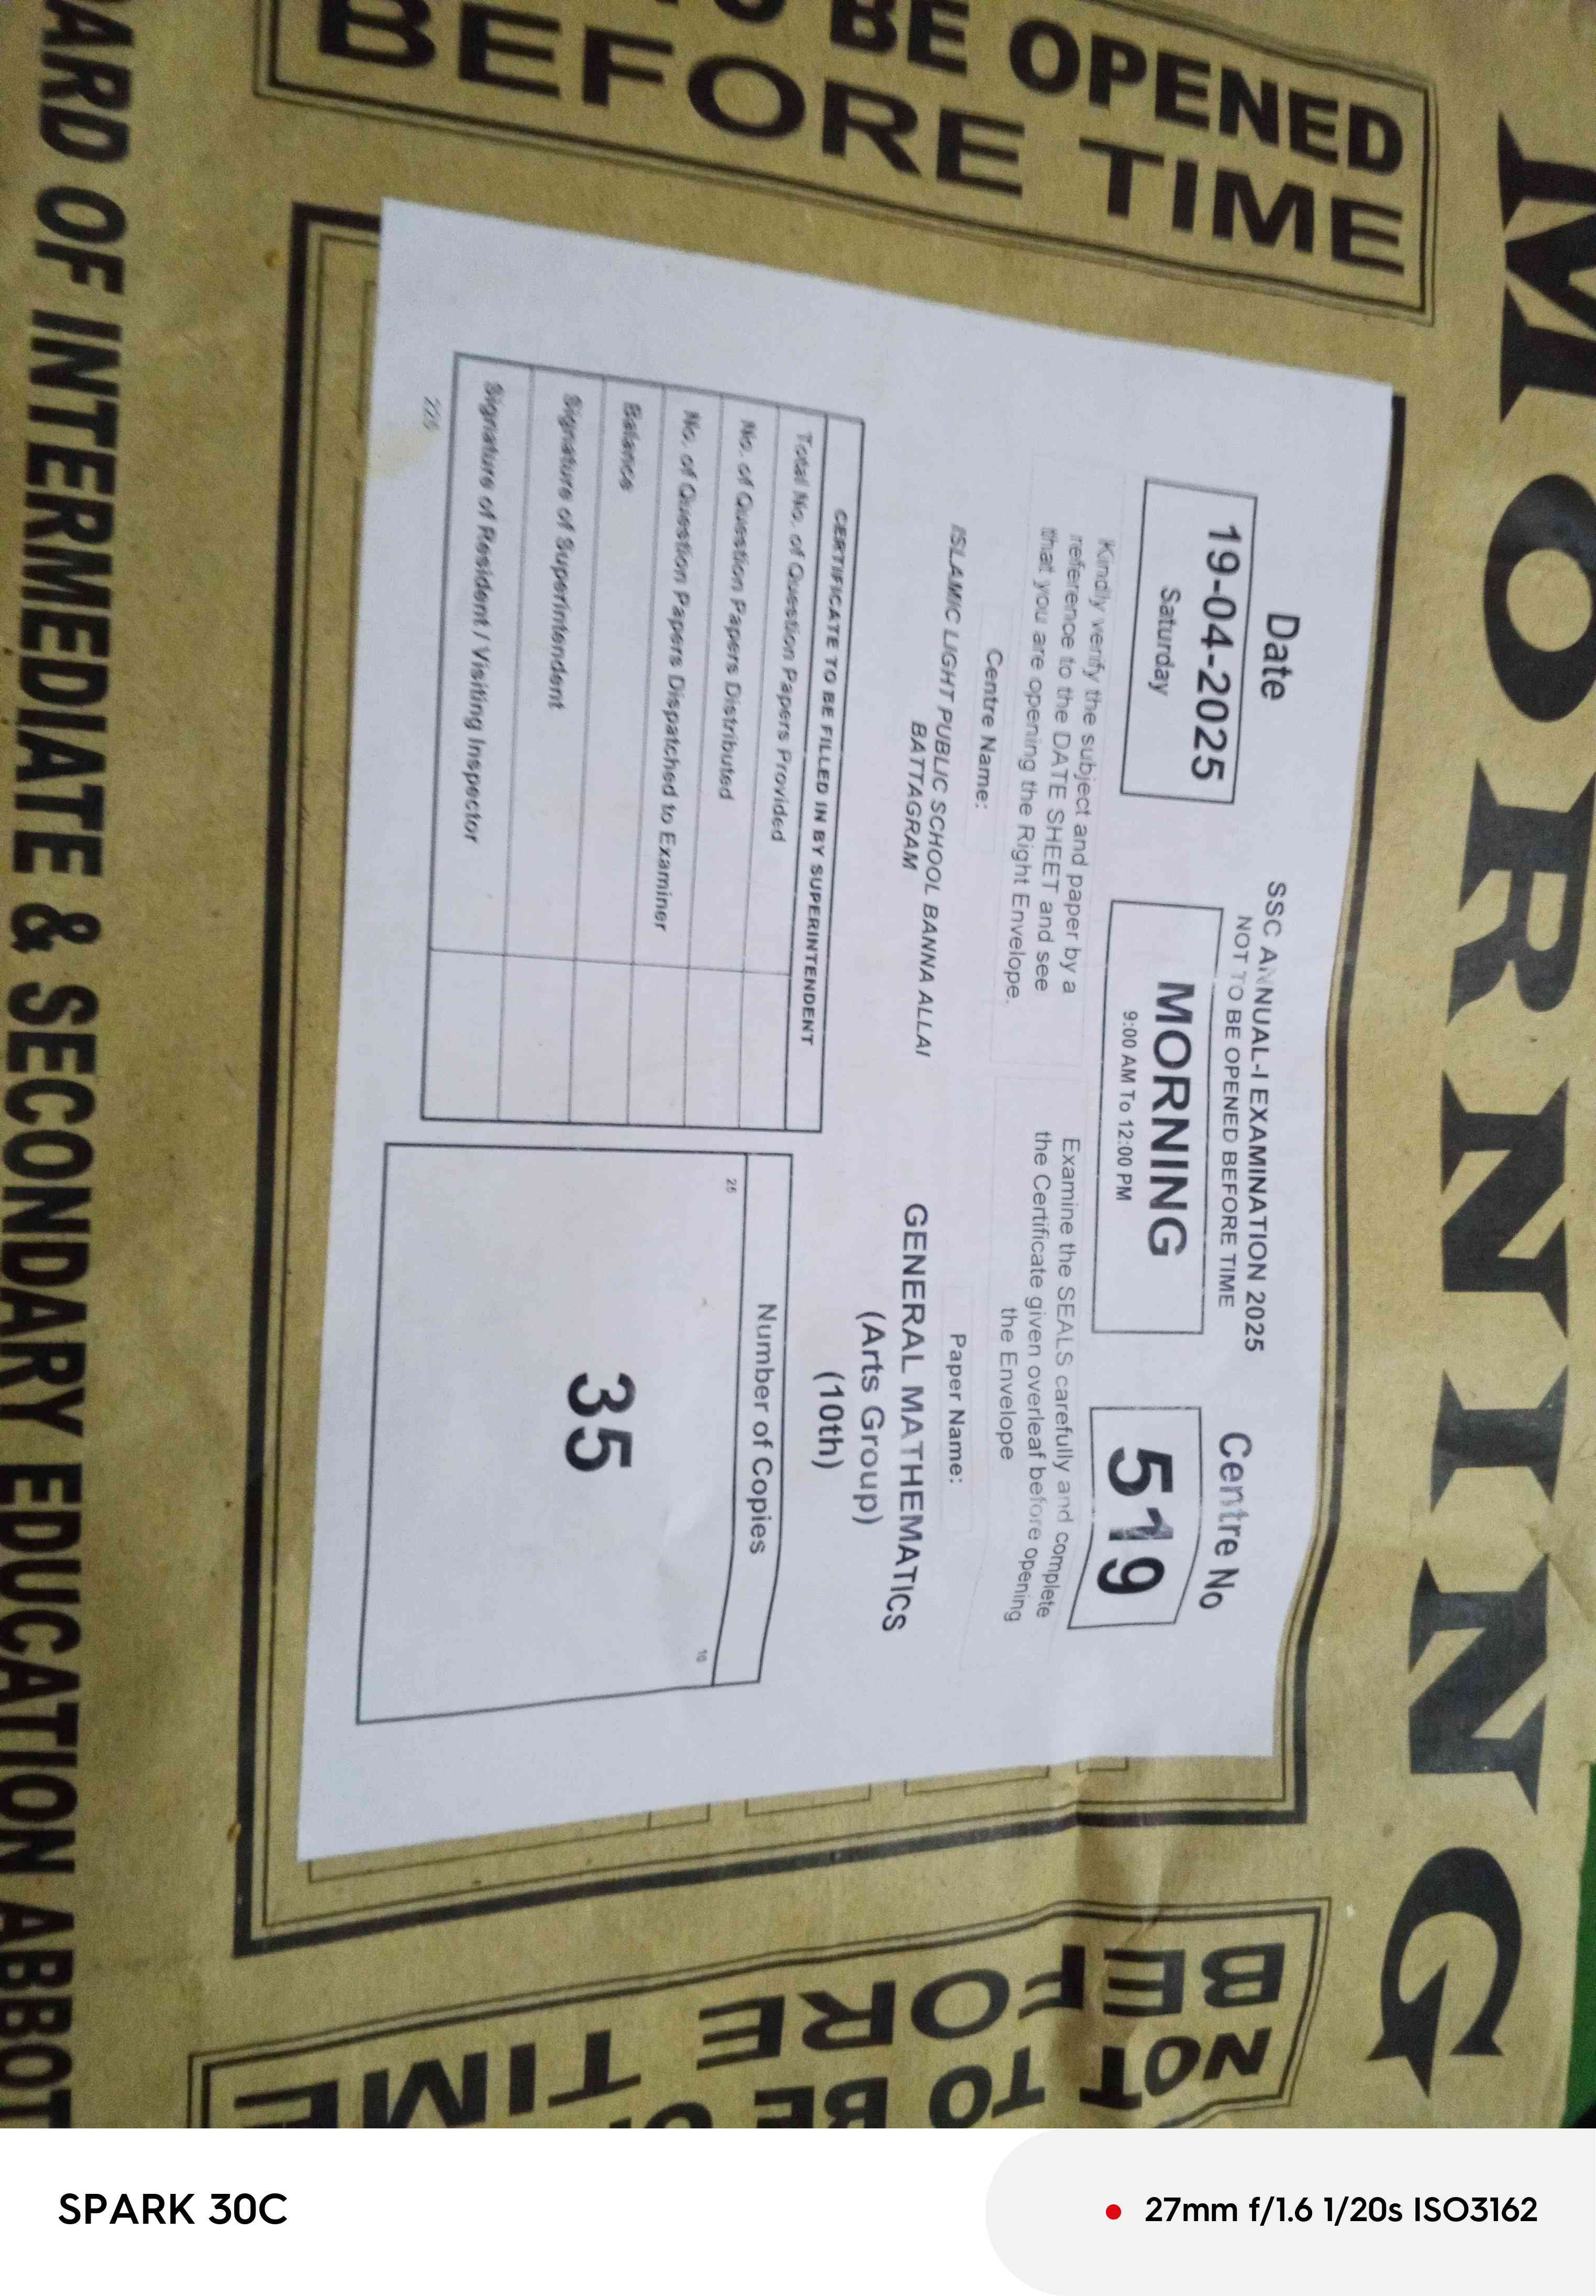 MORNING
TO BE OPENED
BEFORE TIME
Date
19-04-2025
Saturday
SSC ANNUAL-I EXAMINATION 2025
NOT TO BE OPENED BEFORE TIME
MORNING
9:00 AM To 12:00 PM
Centre No
519
Kindly verify the subject and paper by a
reference to the DATE SHEET and see
that you are opening the Right Envelope.
Examine the SEALS carefully and complete
the Certificate given overleaf before opening
the Envelope
Centre Name:
ISLAMIC LIGHT PUBLIC SCHOOL BANNA ALLAI
BATTAGRAM
Paper Name:
GENERAL MATHEMATICS
(Arts Group)
(10th)
CERTIFICATE TO BE FILLED IN BY SUPERINTENDENT
Total No. of Question Papers Provided
No. of Question Papers Distributed
No. of Question Papers Dispatched to Examiner
Balance
Signature of Superintendent
Signature of Resident / Visiting Inspector
Number of Copies
25
10
35
NOT TO BE
BEFORE TIME
OF INTERMEDIATE & SECONDARY EDUCATION
SPARK 30C
27mm f/1.6 1/20s ISO3162